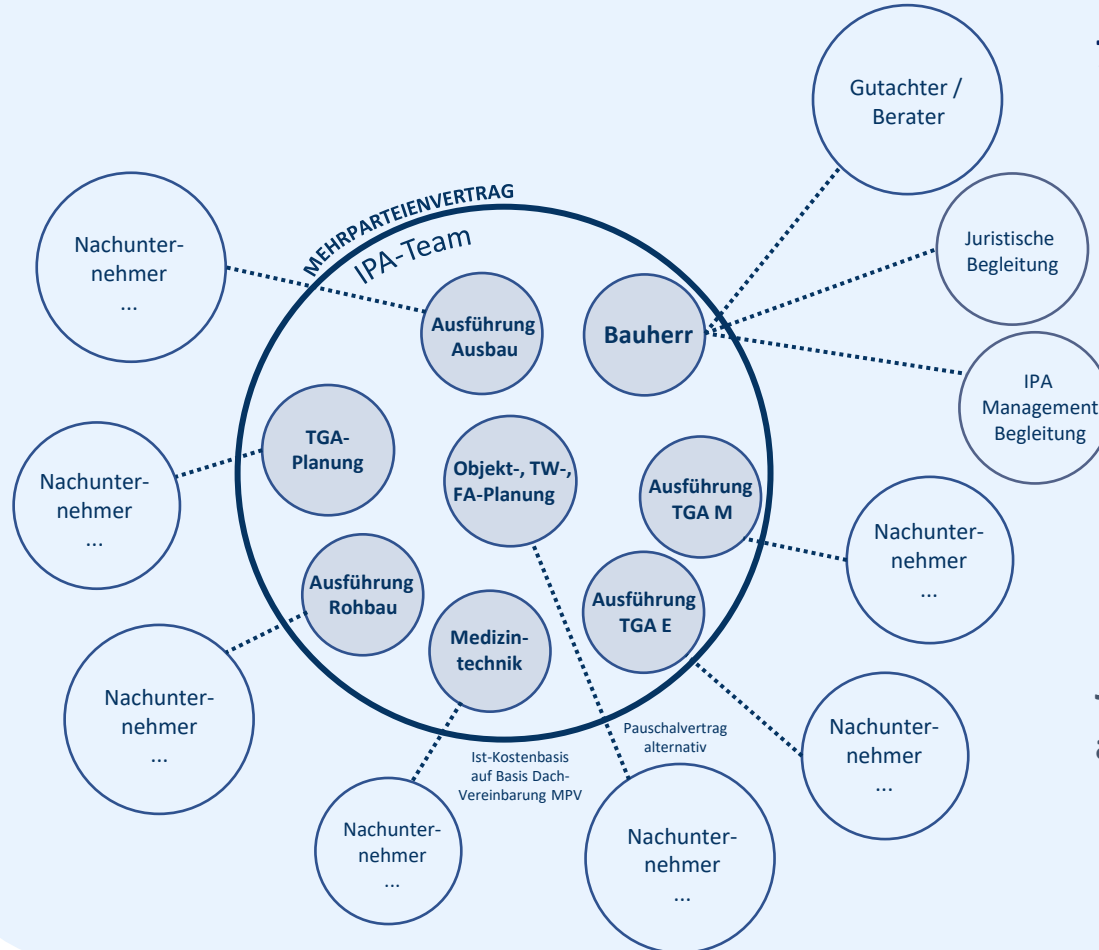 Gutachter /
Berater
Juristische
Begleitung
IPA
Management
Begleitung
MEHRPARTEIENVERTRAG
IPA-Team
Nachunter-
nehmer
...
Ausführung
Ausbau
Bauherr
TGA-
Planung
Objekt-, TW-,
FA-Planung
Ausführung
TGA M
Nachunter-
nehmer
...
Nachunter-
nehmer
...
Ausführung
Rohbau
Medizin-
technik
Ausführung
TGA E
Nachunter-
nehmer
...
Nachunter-
nehmer
...
Pauschalvertrag
alternativ
Ist-Kostenbasis
auf Basis Dach-
Vereinbarung MPV
Nachunter-
nehmer
...
Nachunter-
nehmer
...